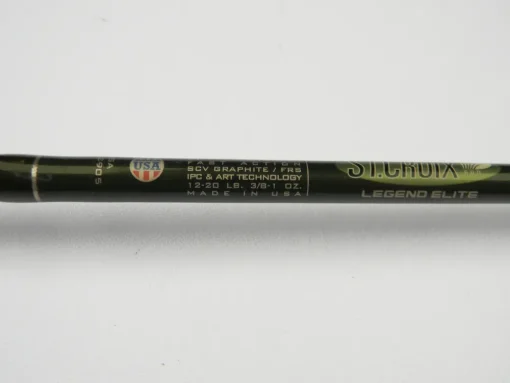 USA
FAST ACTION
SCV GRAPHITE / FRS
IPC & ART TECHNOLOGY
12-20 LB. 3/8-1 OZ.
MADE IN USA
ST.CROIX
LEGEND ELITE